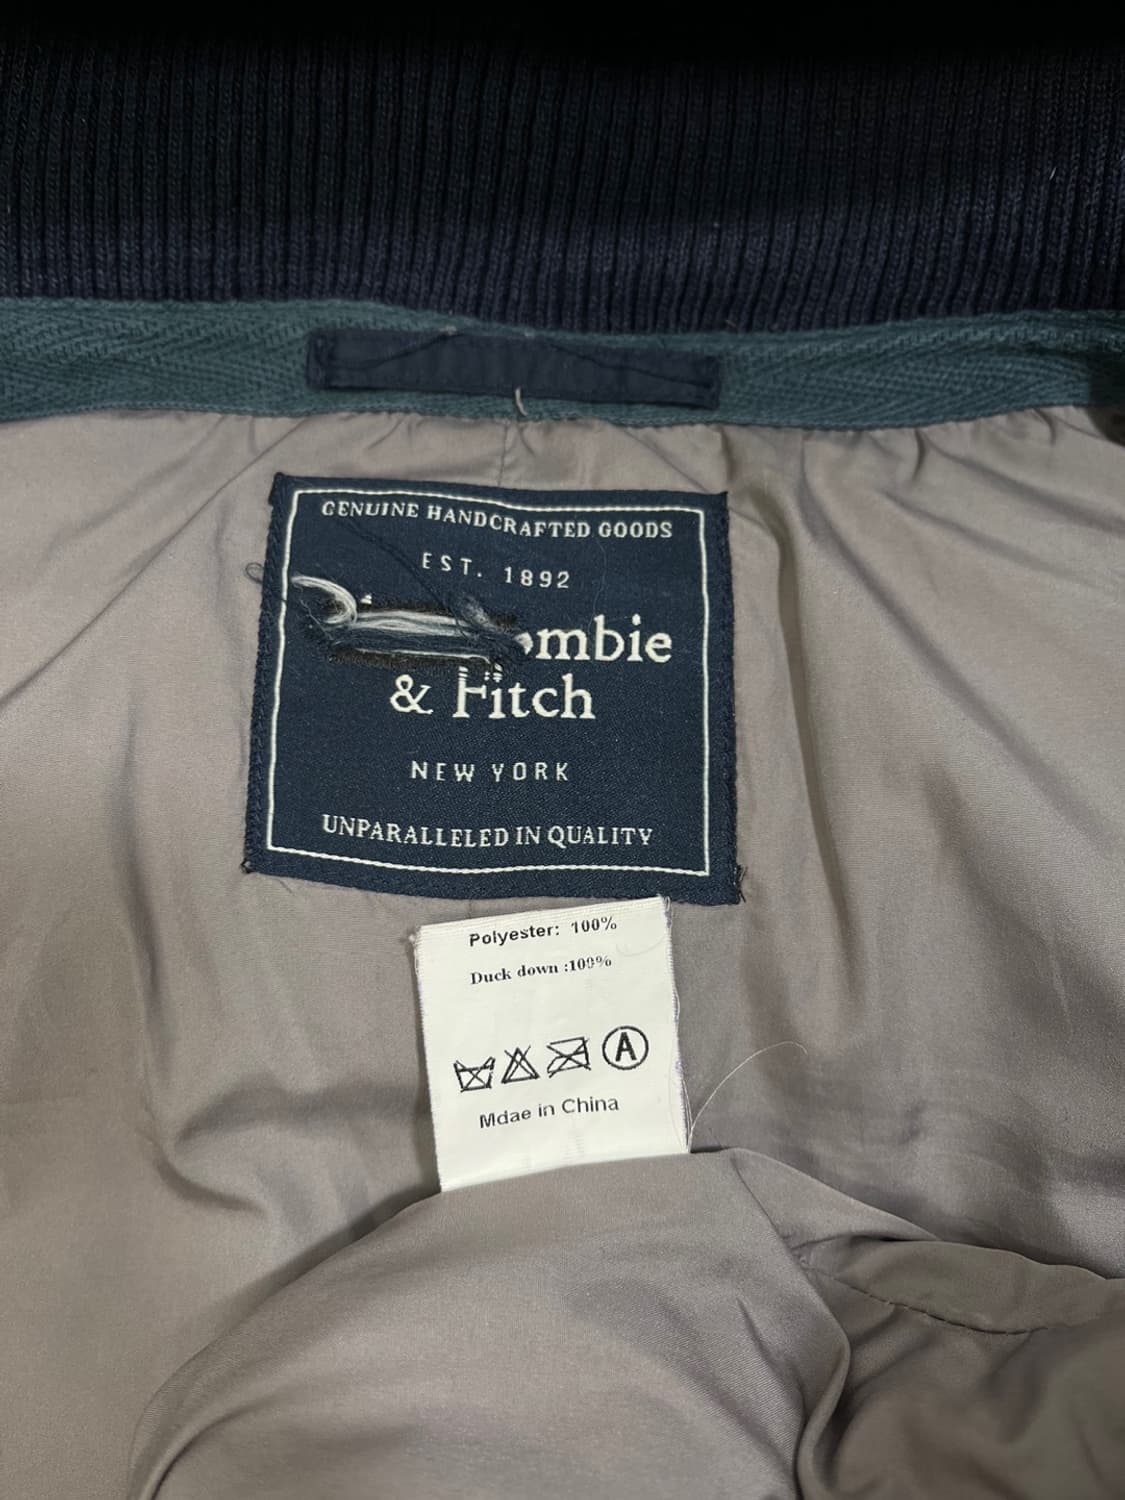 GENUINE HANDCRAFTED GOODS
EST. 1892
ombie
& Fitch
NEW YORK
UNPARALLELED IN QUALITY
Polyester: 100%
Duck down :100%
A
Mdae in China